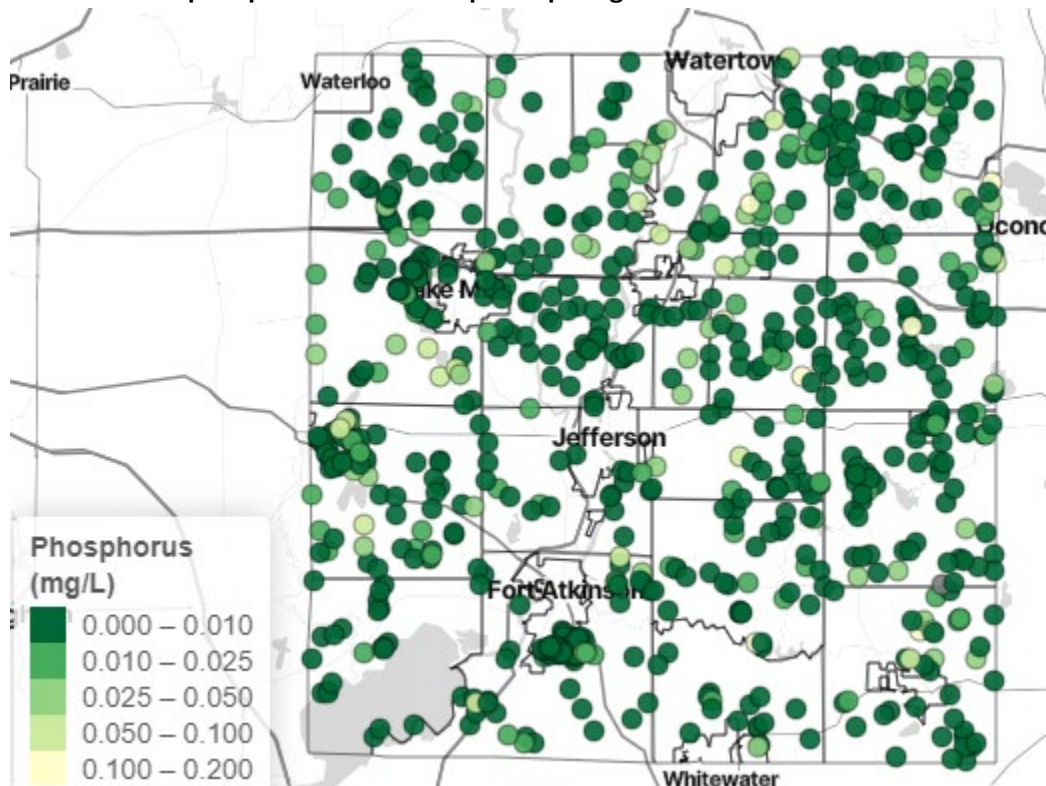 Watertow
Prairie
Waterloo
Ocono
ke M
Jefferson
Phosphorus
(mg/L)
Fort Atkinson
0.000 – 0.010
0.010 – 0.025
0.025 – 0.050
0.050 – 0.100
0.100 – 0.200
Whitewater